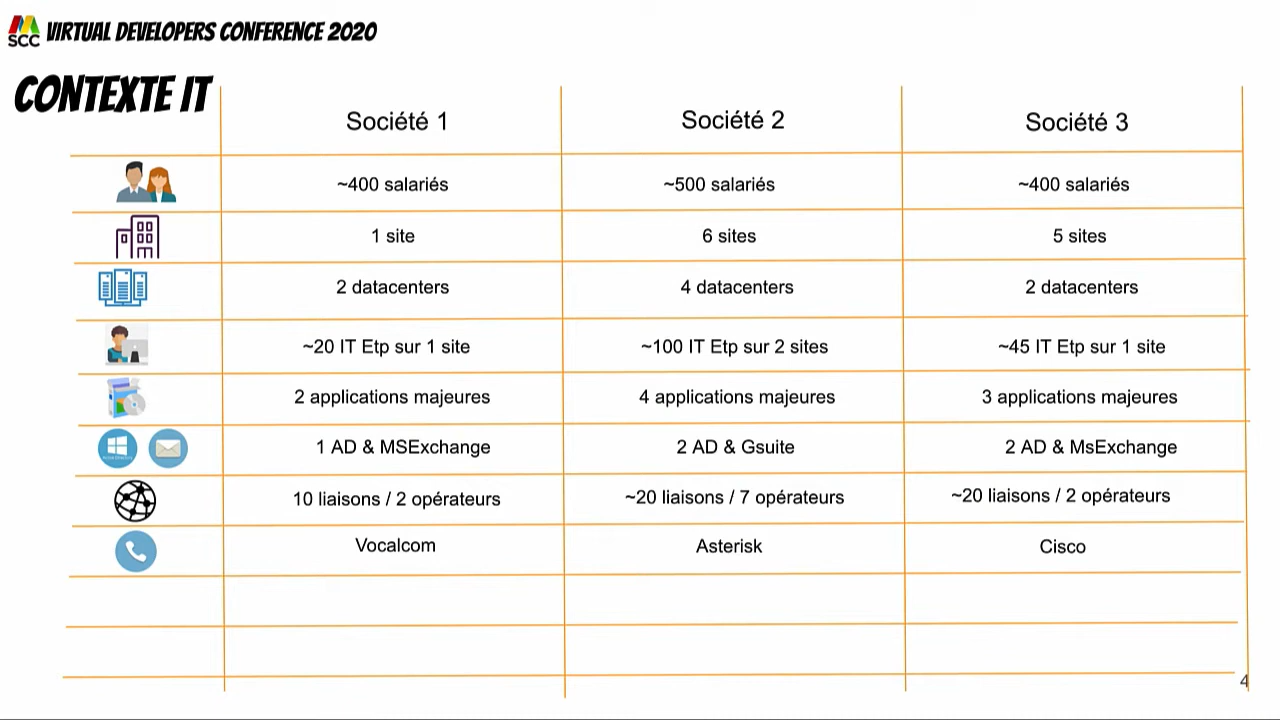 SCC VIRTUAL DEVELOPERS CONFERENCE 2020
CONTEXTE IT
Société 1 Société 2 Société 3
~400 salariés ~500 salariés ~400 salariés
1 site 6 sites 5 sites
2 datacenters 4 datacenters 2 datacenters
~20 IT Etp sur 1 site ~100 IT Etp sur 2 sites ~45 IT Etp sur 1 site
2 applications majeures 4 applications majeures 3 applications majeures
1 AD & MSExchange 2 AD & Gsuite 2 AD & MsExchange
10 liaisons / 2 opérateurs ~20 liaisons / 7 opérateurs ~20 liaisons / 2 opérateurs
Vocalcom Asterisk Cisco
4